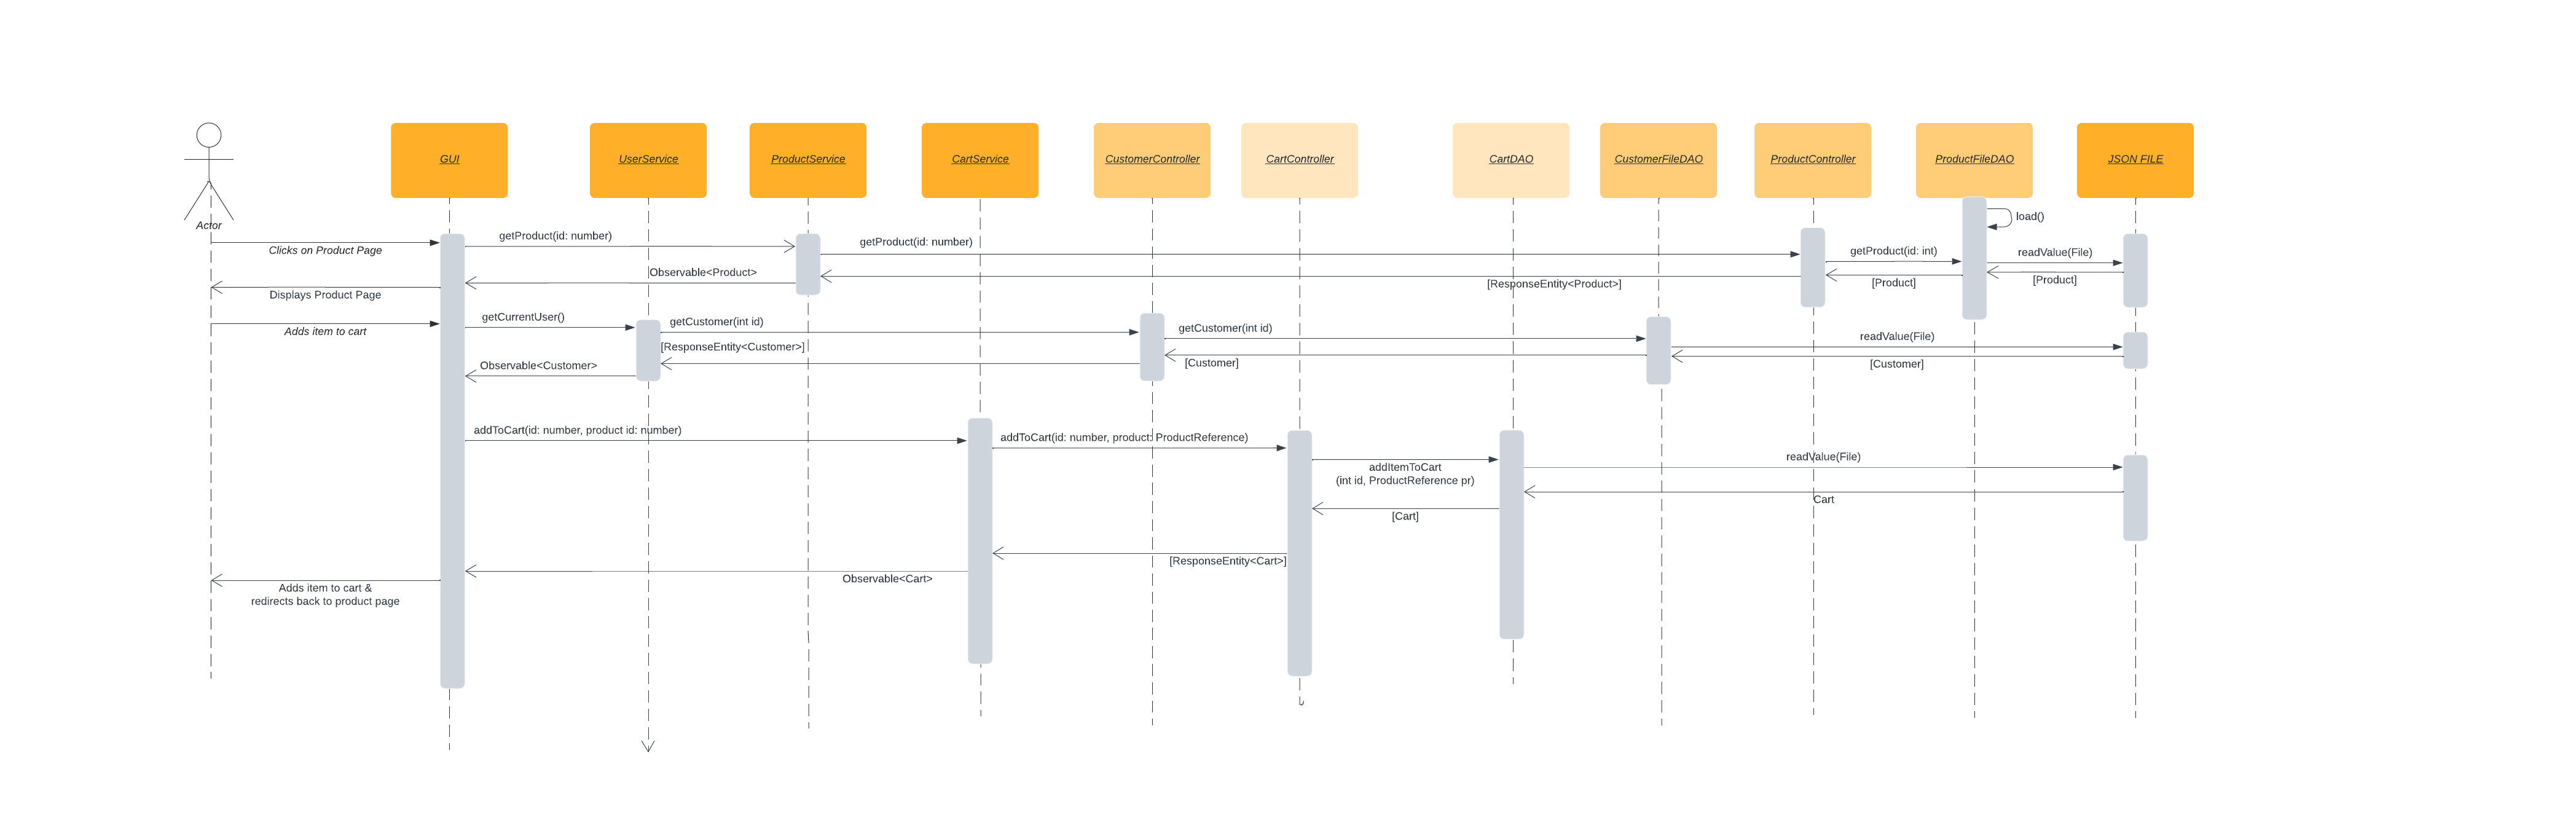 GUI
UserService
ProductService
CartService
CustomerController
CartController
CartDAO
CustomerFileDAO
ProductController
ProductFileDAO
JSON FILE
Actor
load()
Clicks on Product Page
getProduct(id: number)
getProduct(id: number)
getProduct(id: int)
readValue(File)
[Product]
[Product]
[ResponseEntity<Product>]
Observable<Product>
Displays Product Page
Adds item to cart
getCurrentUser()
getCustomer(int id)
getCustomer(int id)
readValue(File)
[Customer]
[Customer]
[ResponseEntity<Customer>]
Observable<Customer>
addToCart(id: number, product id: number)
addToCart(id: number, product: ProductReference)
addItemToCart
(int id, ProductReference pr)
readValue(File)
Cart
[Cart]
[ResponseEntity<Cart>]
Observable<Cart>
Adds item to cart &
redirects back to product page